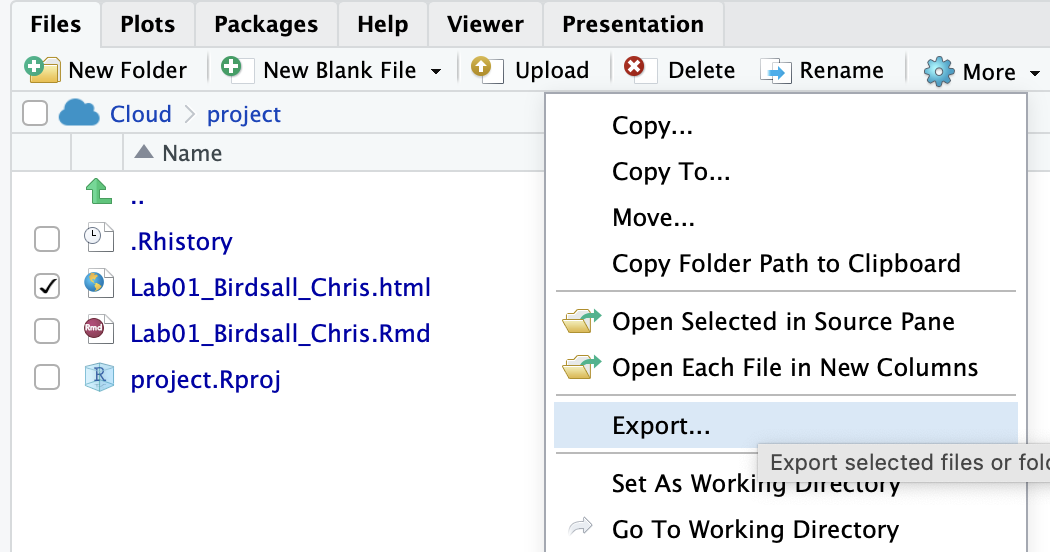 Files Plots Packages Help Viewer Presentation
New Folder New Blank File Upload Delete Rename More
Cloud project
Name
..
.Rhistory
Lab01_Birdsall_Chris.html
Rmd
Lab01_Birdsall_Chris.Rmd
R
project.Rproj
Copy...
Copy To...
Move...
Copy Folder Path to Clipboard
Open Selected in Source Pane
Open Each File in New Columns
Export...
Export selected files or
Set As Working Directory
Go To Working Directory